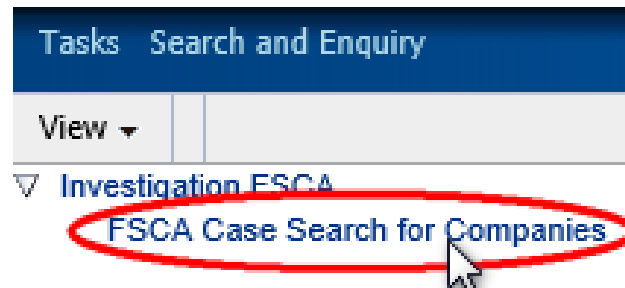 Tasks Search and Enquiry
View
Investigation FSCA
FSCA Case Search for Companies